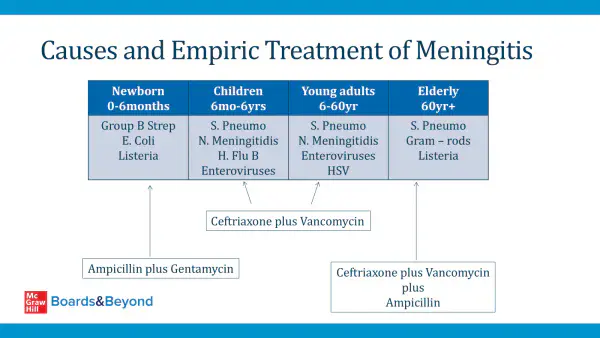 Causes and Empiric Treatment of Meningitis
Newborn
0-6months
Children
6mo-6yrs
Young adults
6-60yr
Elderly
60yr+
Group B Strep
E. Coli
Listeria
S. Pneumo
N. Meningitidis
H. Flu B
Enteroviruses
S. Pneumo
N. Meningitidis
Enteroviruses
HSV
S. Pneumo
Gram – rods
Listeria
Ceftriaxone plus Vancomycin
Ampicillin plus Gentamycin
Ceftriaxone plus Vancomycin
plus
Ampicillin
Mc
Graw
Hill
Boards&Beyond